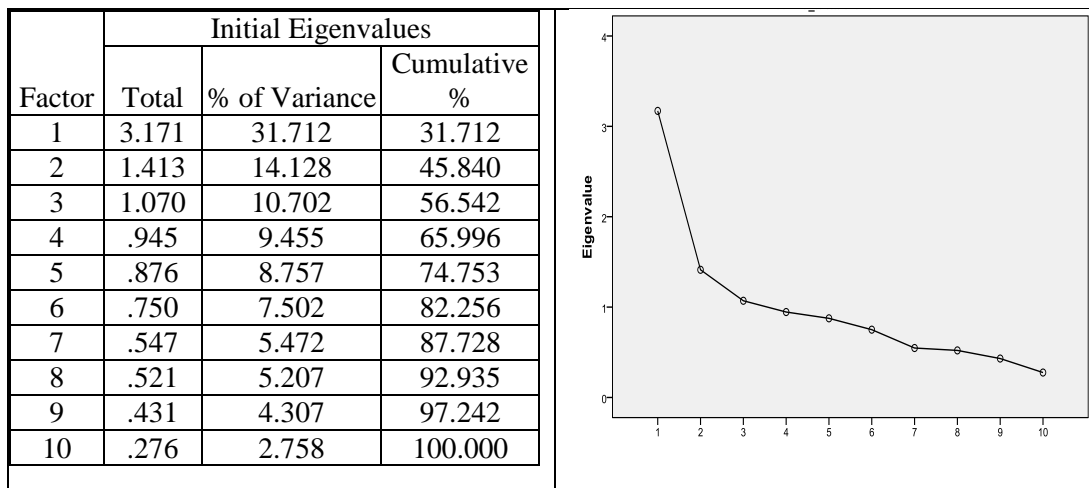 Initial Eigenvalues
Factor Total % of Variance Cumulative %
1 3.171 31.712 31.712
2 1.413 14.128 45.840
3 1.070 10.702 56.542
4 .945 9.455 65.996
5 .876 8.757 74.753
6 .750 7.502 82.256
7 .547 5.472 87.728
8 .521 5.207 92.935
9 .431 4.307 97.242
10 .276 2.758 100.000
Eigenvalue
4
3
2
1
0
1 2 3 4 5 6 7 8 9 10